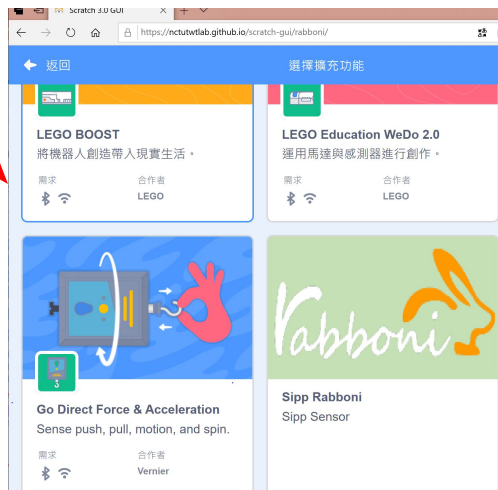 Scratch 3.0 GUI
https://nctutwtlab.github.io/scratch-gui/rabboni/
返回
選擇擴充功能
LEGO BOOST
將機器人創造帶入現實生活。
需求
合作者
LEGO
LEGO Education WeDo 2.0
運用馬達與感測器進行創作。
需求
合作者
LEGO
Go Direct Force & Acceleration
Sense push, pull, motion, and spin.
需求
合作者
Vernier
rabboni
Sipp Rabboni
Sipp Sensor